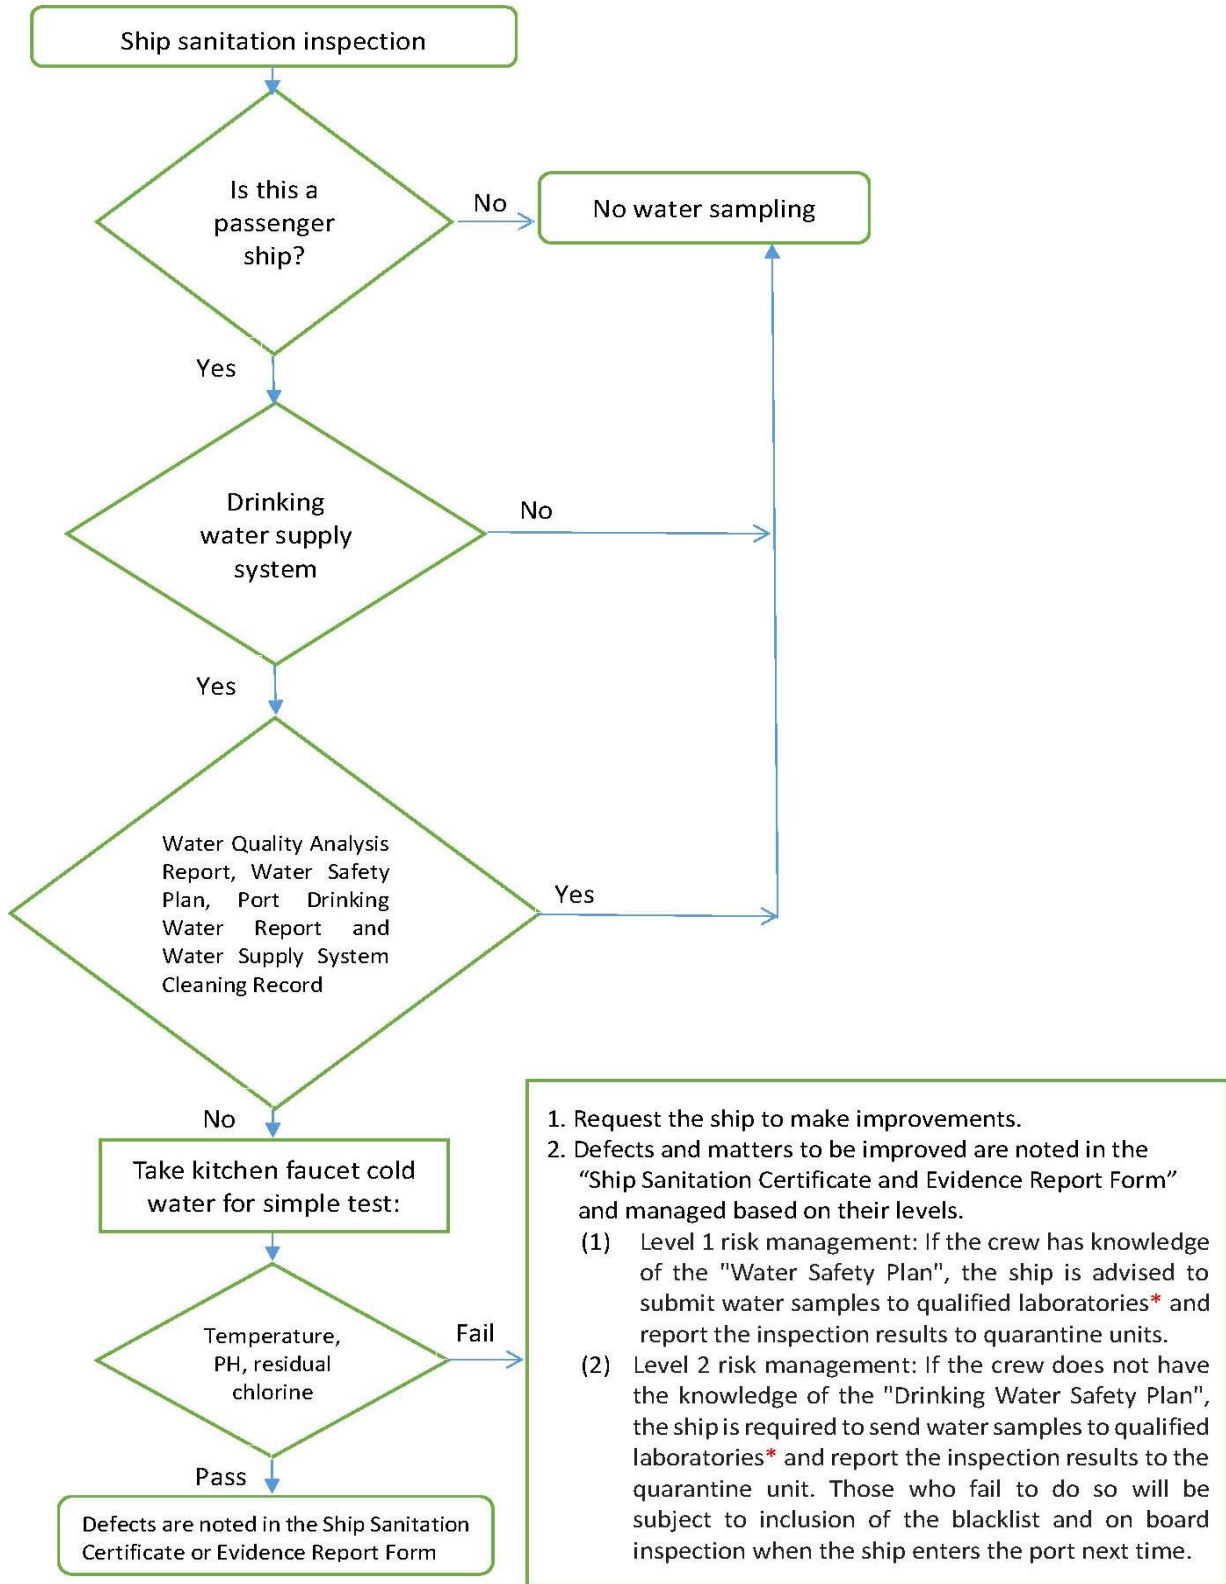 Ship sanitation inspection
Is this a
passenger
ship?
No
No water sampling
Yes
Drinking
water supply
system
No
Yes
Water Quality Analysis
Report, Water Safety
Plan, Port Drinking
Water Report and
Water Supply System
Cleaning Record
Yes
No
Take kitchen faucet cold
water for simple test:
Temperature,
PH, residual
chlorine
Fail
Pass
Defects are noted in the Ship Sanitation
Certificate or Evidence Report Form
1. Request the ship to make improvements.
2. Defects and matters to be improved are noted in the
“Ship Sanitation Certificate and Evidence Report Form”
and managed based on their levels.
(1) Level 1 risk management: If the crew has knowledge
of the "Water Safety Plan", the ship is advised to
submit water samples to qualified laboratories* and
report the inspection results to quarantine units.
(2) Level 2 risk management: If the crew does not have
the knowledge of the "Drinking Water Safety Plan",
the ship is required to send water samples to qualified
laboratories* and report the inspection results to the
quarantine unit. Those who fail to do so will be
subject to inclusion of the blacklist and on board
inspection when the ship enters the port next time.